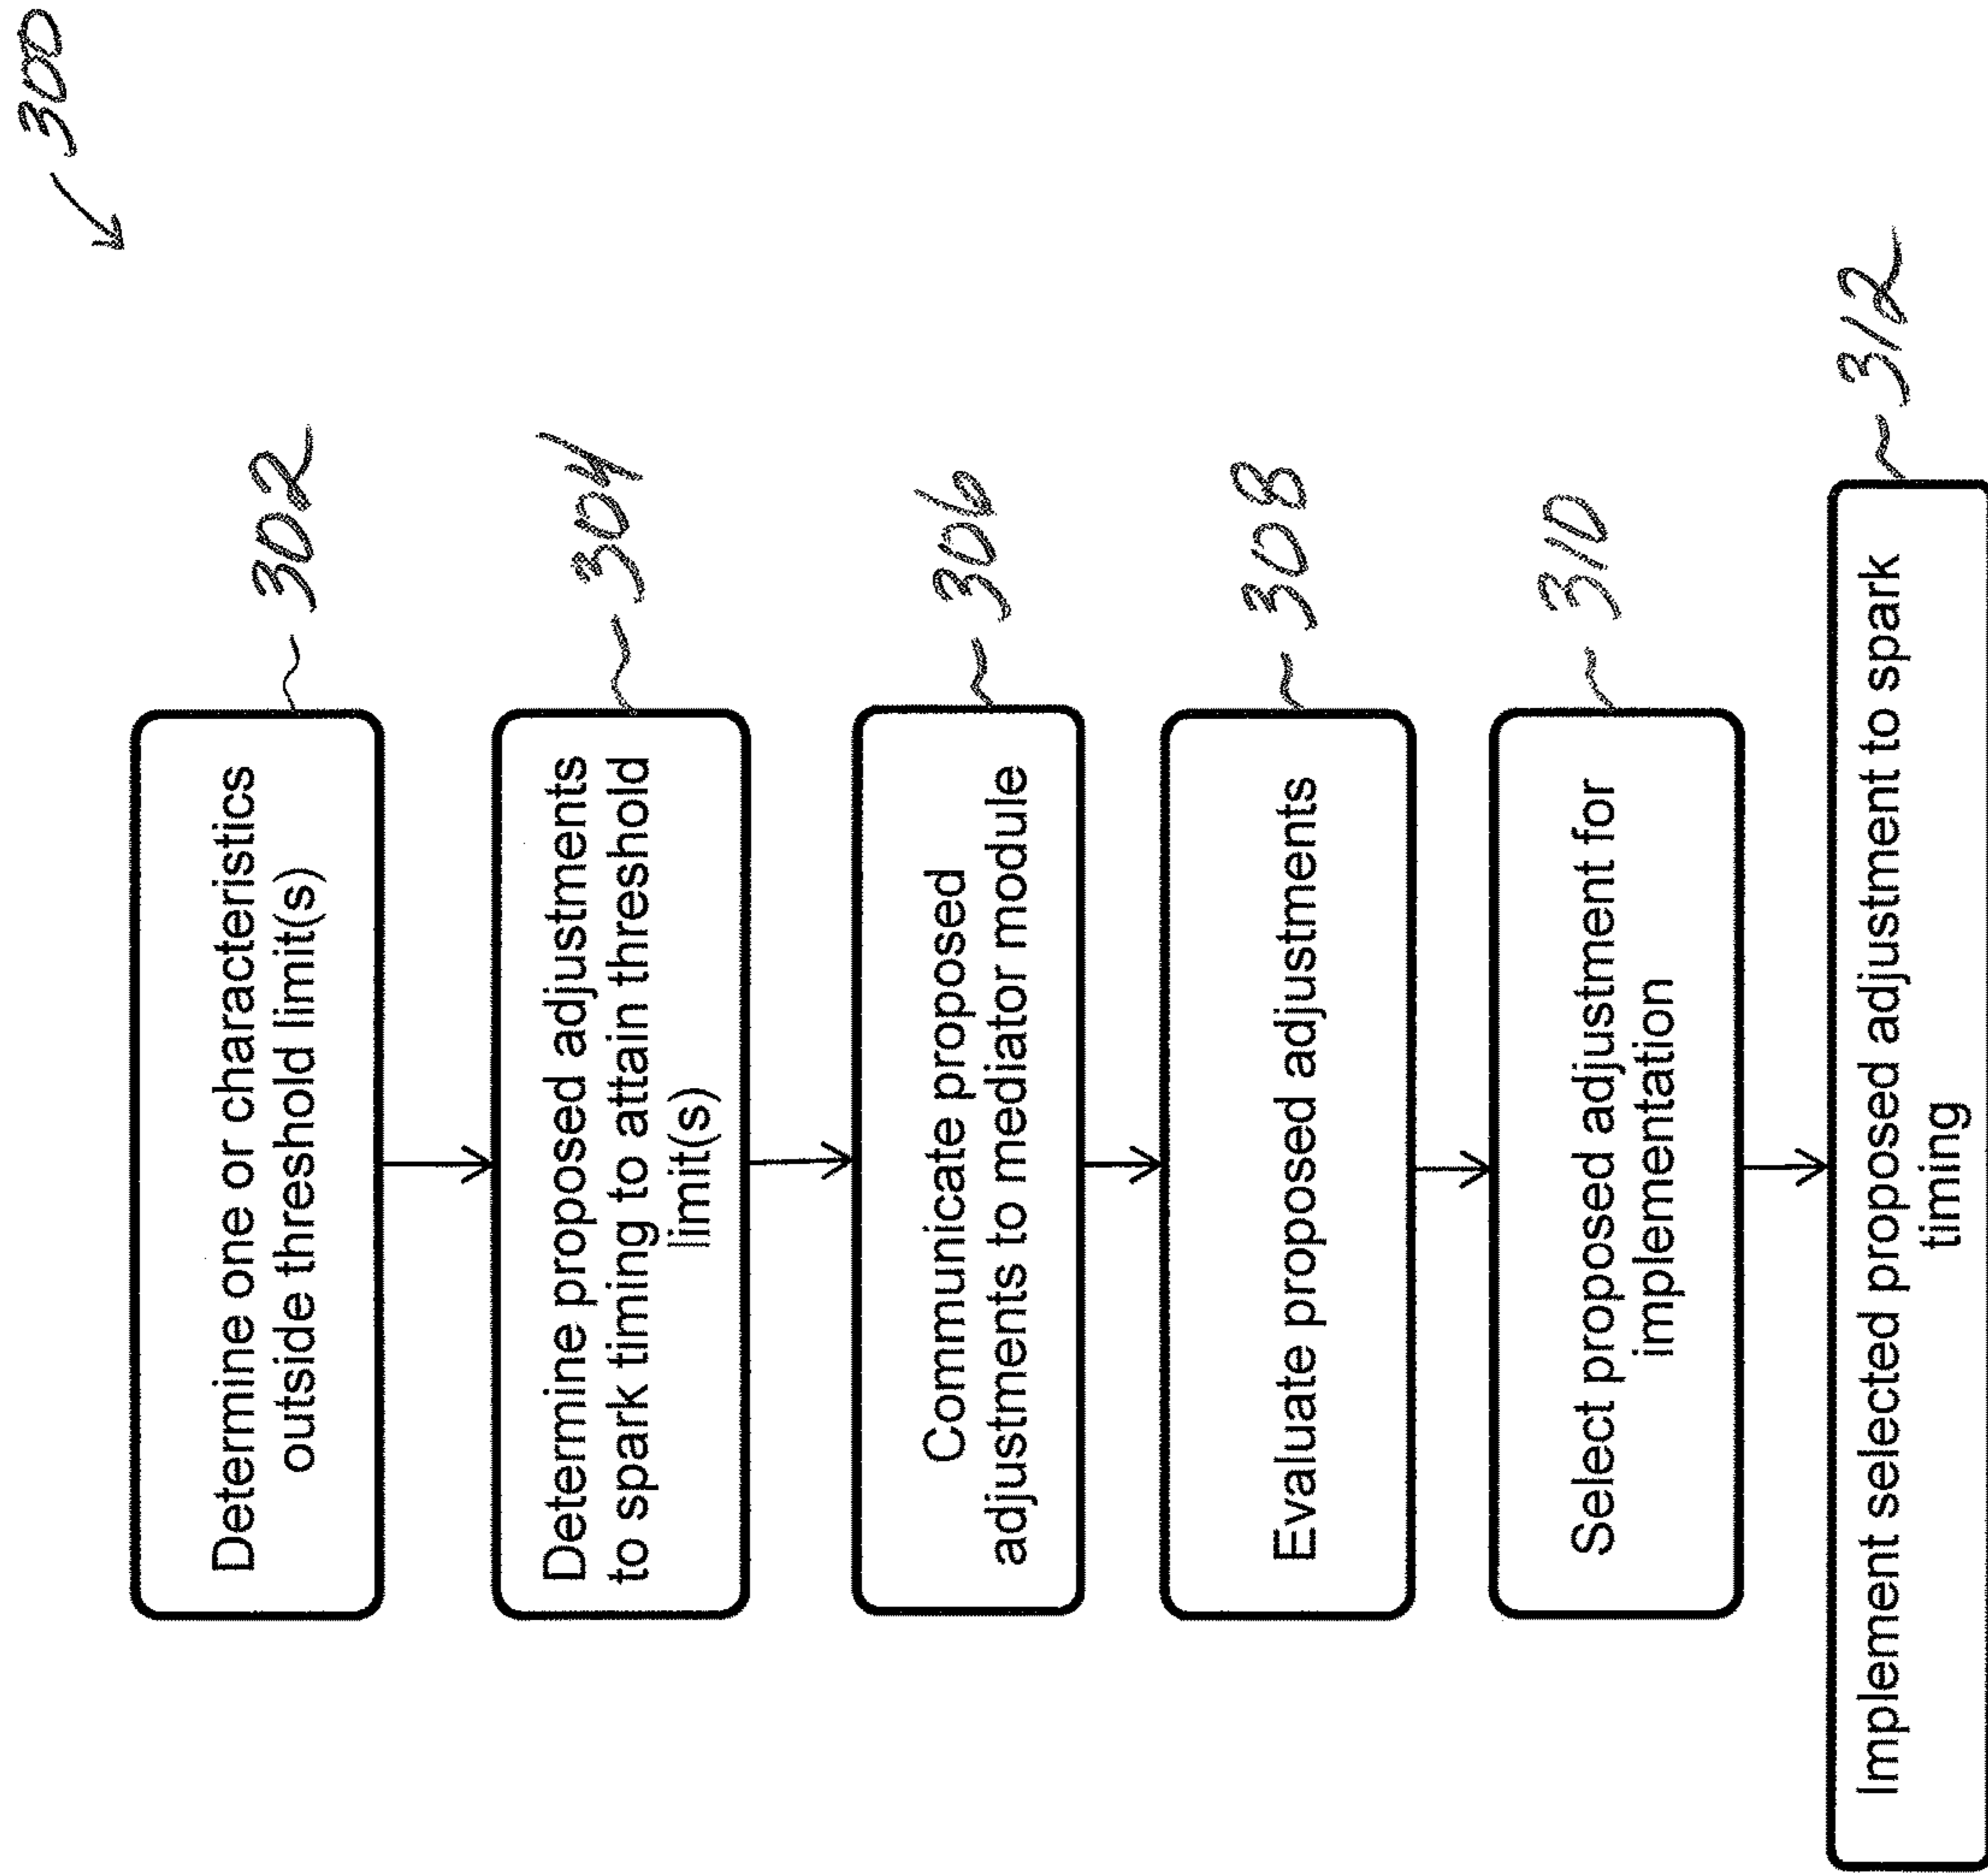 300
Determine one or characteristics
outside threshold limit(s)
302
Determine proposed adjustments
to spark timing to attain threshold
limit(s)
304
Communicate proposed
adjustments to mediator module
306
Evaluate proposed adjustments
308
Select proposed adjustment for
implementation
310
Implement selected proposed adjustment to spark
timing
312